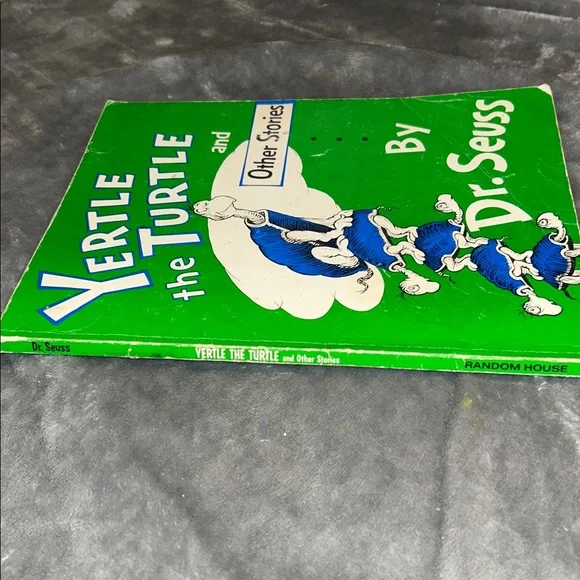 YERTLE
the TURTLE
and
Other Stories
By
Dr. Seuss
Dr. Seuss
YERTLE THE TURTLE and Other Stories
RANDOM HOUSE